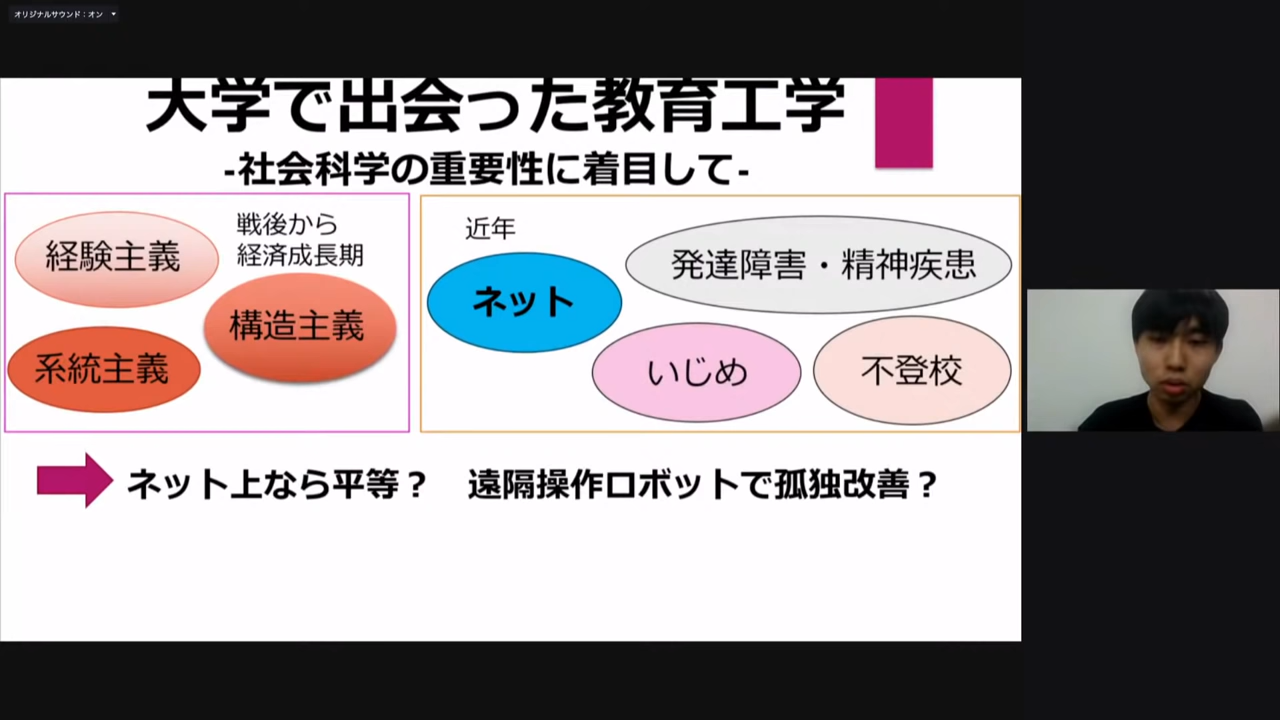 オリジナルサウンド：オン
大学で出会った教育工学
-社会科学の重要性に着目して-
経験主義
戦後から
経済成長期
構造主義
系統主義
近年
ネット
発達障害・精神疾患
いじめ
不登校
ネット上なら平等？　遠隔操作ロボットで孤独改善？